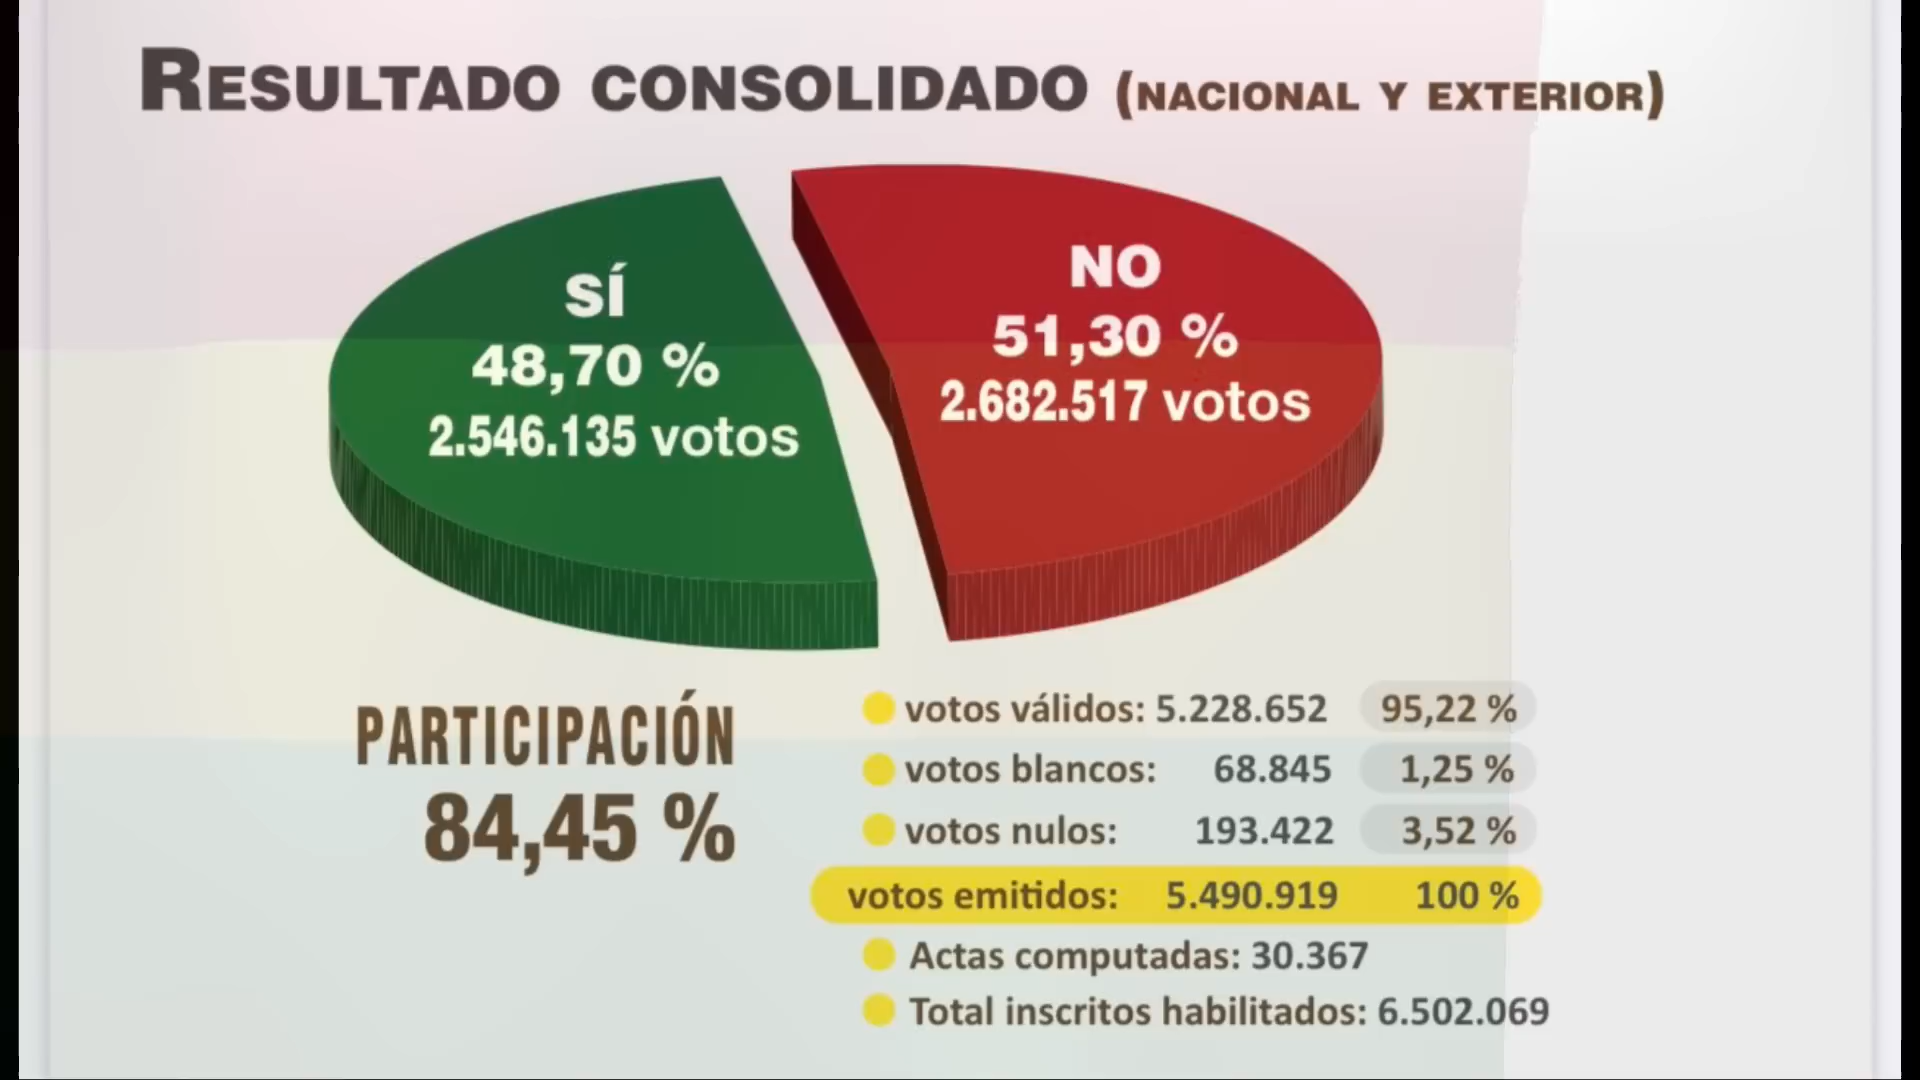 RESULTADO CONSOLIDADO (NACIONAL Y EXTERIOR)
SÍ
48,70 %
2.546.135 votos
NO
51,30 %
2.682.517 votos
PARTICIPACIÓN
84,45 %
votos válidos: 5.228.652 95,22 %
votos blancos: 68.845 1,25 %
votos nulos: 193.422 3,52 %
votos emitidos: 5.490.919 100 %
Actas computadas: 30.367
Total inscritos habilitados: 6.502.069